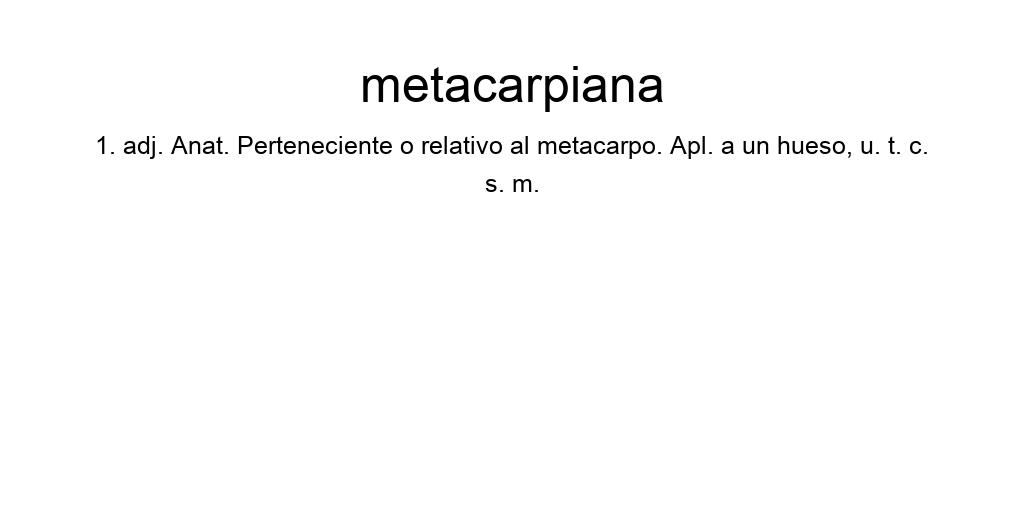 metacarpiana
1. adj. Anat. Perteneciente o relativo al metacarpo. Apl. a un hueso, u. t. c.
s. m.